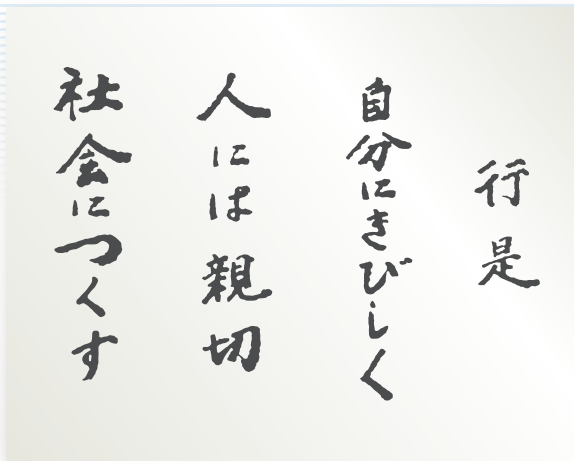 行是
自分にきびしく
人には親切
社会につくす